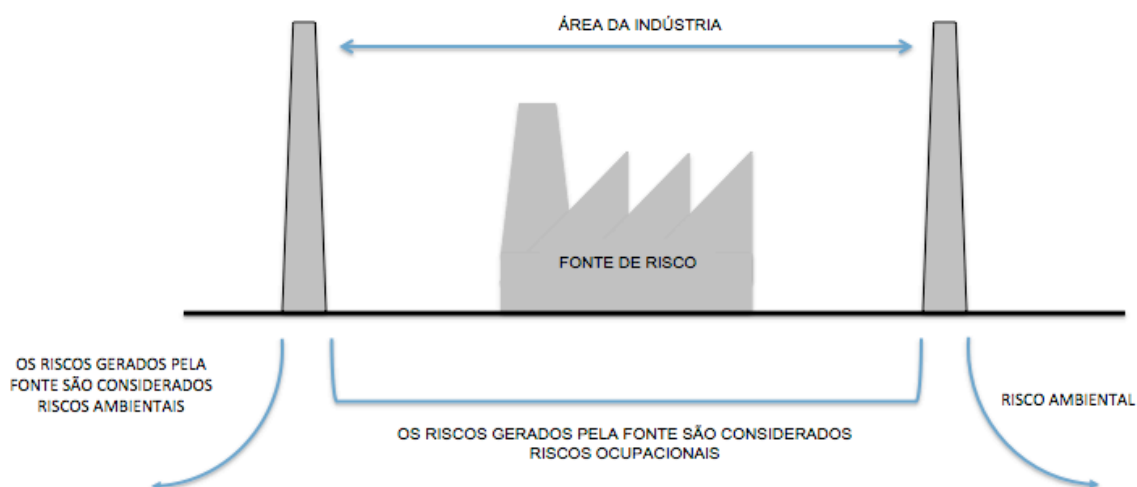 ÁREA DA INDÚSTRIA
FONTE DE RISCO
OS RISCOS GERADOS PELA
FONTE SÃO CONSIDERADOS
RISCOS AMBIENTAIS
RISCO AMBIENTAL
OS RISCOS GERADOS PELA FONTE SÃO CONSIDERADOS
RISCOS OCUPACIONAIS